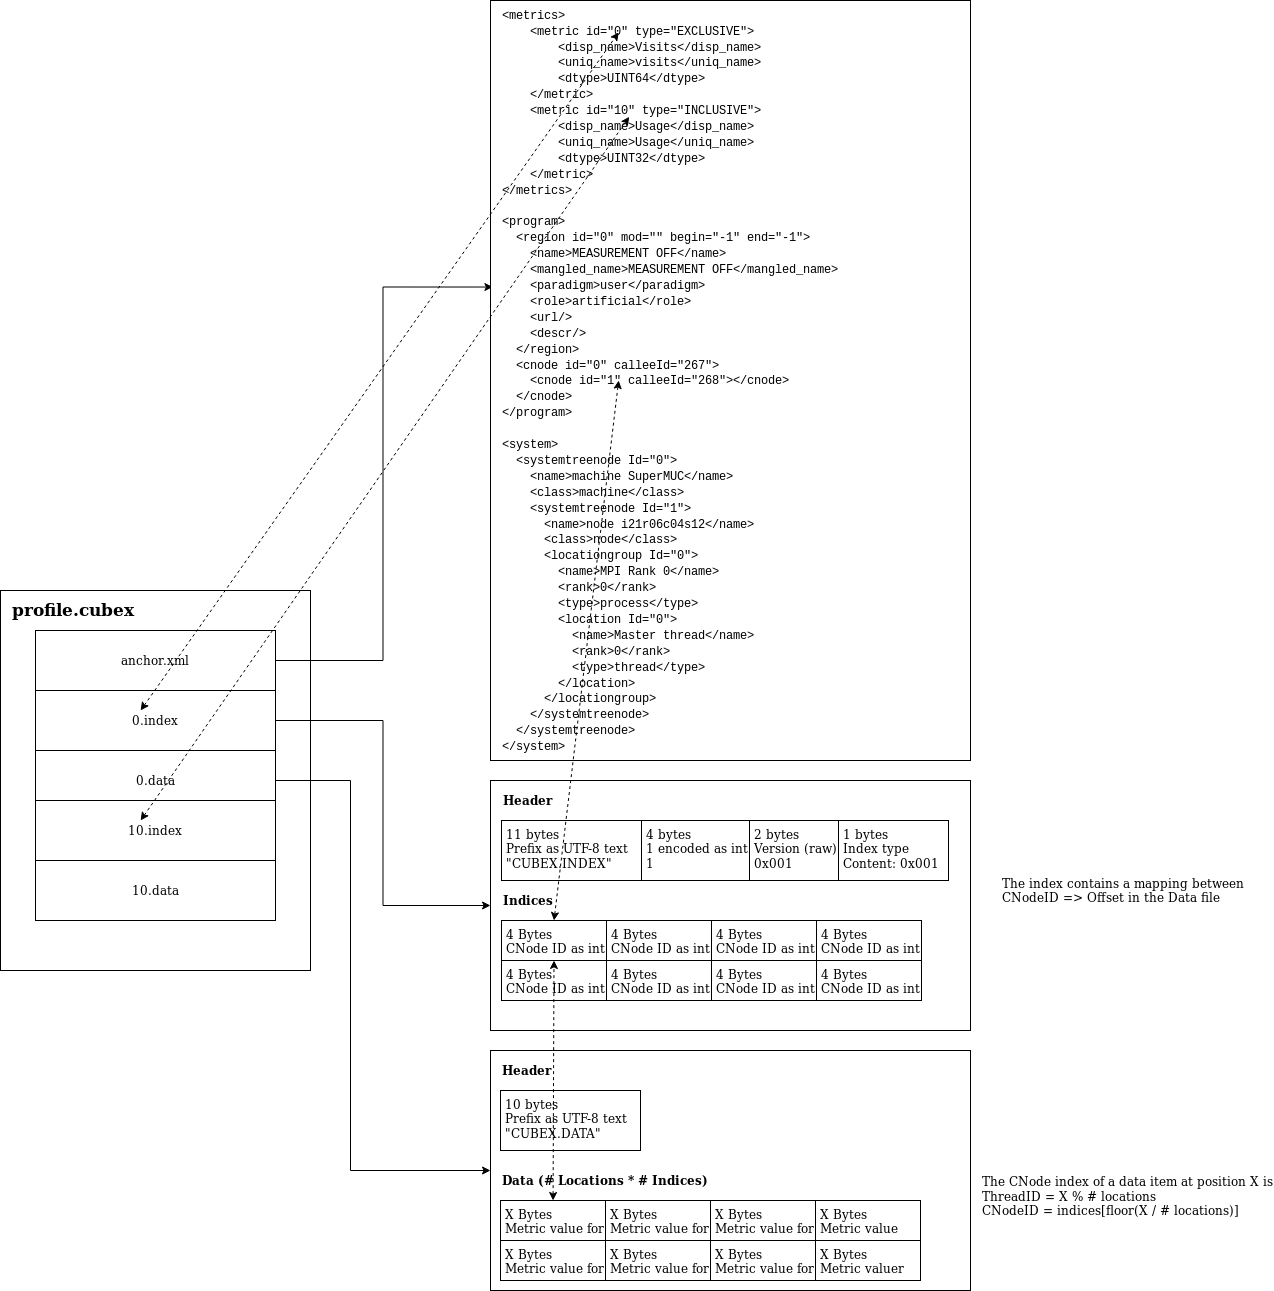 <metrics>
<metric id="0" type="EXCLUSIVE">
<disp_name>Visits</disp_name>
<uniq_name>visits</uniq_name>
<dtype>UINT64</dtype>
</metric>
<metric id="10" type="INCLUSIVE">
<disp_name>Usage</disp_name>
<uniq_name>Usage</uniq_name>
<dtype>UINT32</dtype>
</metric>
</metrics>
<program>
<region id="0" mod="" begin="-1" end="-1">
<name>MEASUREMENT OFF</name>
<mangled_name>MEASUREMENT OFF</mangled_name>
<paradigm>user</paradigm>
<role>artificial</role>
<url/>
<descr/>
</region>
<cnode id="0" calleeId="267">
<cnode id="1" calleeId="268"></cnode>
</cnode>
</program>
<system>
<systemtreenode Id="0">
<name>machine SuperMUC</name>
<class>machine</class>
<systemtreenode Id="1">
<name>node i21r06c04s12</name>
<class>node</class>
<locationgroup Id="0">
<name>MPI Rank 0</name>
<rank>0</rank>
<type>process</type>
<location Id="0">
<name>Master thread</name>
<rank>0</rank>
<type>thread</type>
</location>
</locationgroup>
</systemtreenode>
</systemtreenode>
</system>
profile.cubex
anchor.xml
0.index
0.data
10.index
10.data
Header
11 bytes
Prefix as UTF-8 text
"CUBEX.INDEX"
4 bytes
1 encoded as int
1
2 bytes
Version (raw)
0x001
1 bytes
Index type
Content: 0x001
Indices
4 Bytes
CNode ID as int
4 Bytes
CNode ID as int
4 Bytes
CNode ID as int
4 Bytes
CNode ID as int
4 Bytes
CNode ID as int
4 Bytes
CNode ID as int
4 Bytes
CNode ID as int
4 Bytes
CNode ID as int
The index contains a mapping between
CNodeID => Offset in the Data file
Header
10 bytes
Prefix as UTF-8 text
"CUBEX.DATA"
Data (# Locations * # Indices)
X Bytes
Metric value for
X Bytes
Metric value for
X Bytes
Metric value for
X Bytes
Metric value
X Bytes
Metric value for
X Bytes
Metric value for
X Bytes
Metric value for
X Bytes
Metric valuer
The CNode index of a data item at position X is
ThreadID = X % # locations
CNodeID = indices[floor(X / # locations)]